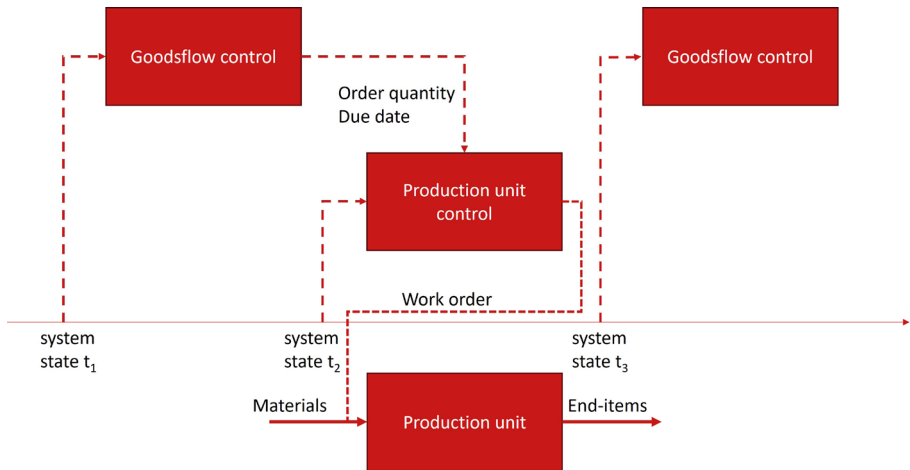 Goodsflow control
Goodsflow control
Order quantity
Due date
Production unit
control
Work order
system
state t₁
system
state t₂
system
state t₃
Materials
Production unit
End-items